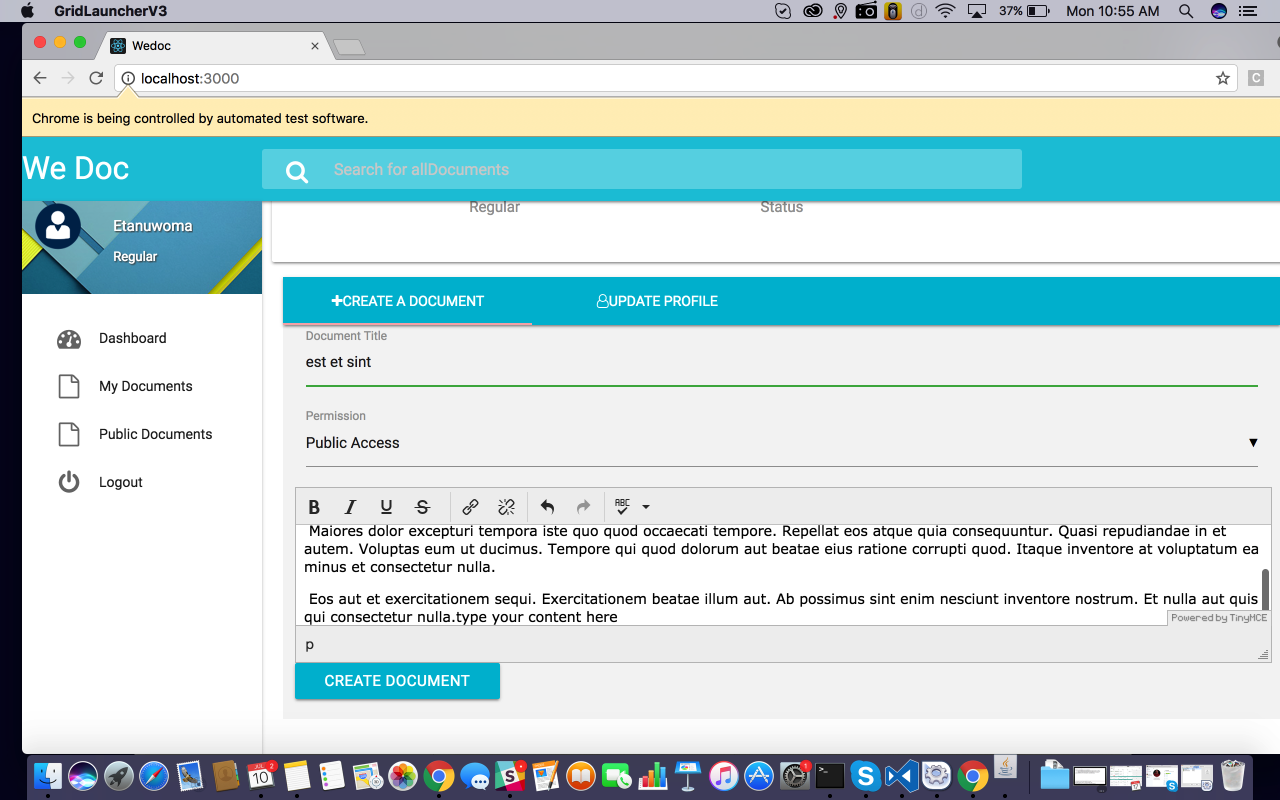 GridLauncherV3
37%
Mon 10:55 AM
Wedoc
localhost:3000
C
Chrome is being controlled by automated test software.
We Doc
Search for allDocuments
Etanuwoma
Regular
Regular
Status
CREATE A DOCUMENT
UPDATE PROFILE
Dashboard
My Documents
Public Documents
Logout
Document Title
est et sint
Permission
Public Access
B I U S ABC
Maiores dolor excepturi tempora iste quo quod occaecati tempore. Repellat eos atque quia consequuntur. Quasi repudiandae in et
autem. Voluptas eum ut ducimus. Tempore qui quod dolorum aut beatae eius ratione corrupti quod. Itaque inventore at voluptatum ea
minus et consectetur nulla.
Eos aut et exercitationem sequi. Exercitationem beatae illum aut. Ab possimus sint enim nesciunt inventore nostrum. Et nulla aut quis
qui consectetur nulla.type your content here
Powered by TinyMCE
p
CREATE DOCUMENT
JUL 2
10
1